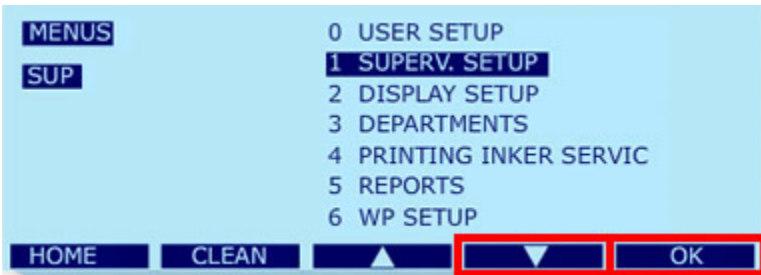 MENUS
SUP
0 USER SETUP
1 SUPERV. SETUP
2 DISPLAY SETUP
3 DEPARTMENTS
4 PRINTING INKER SERVIC
5 REPORTS
6 WP SETUP
HOME CLEAN ▲ ▼ OK